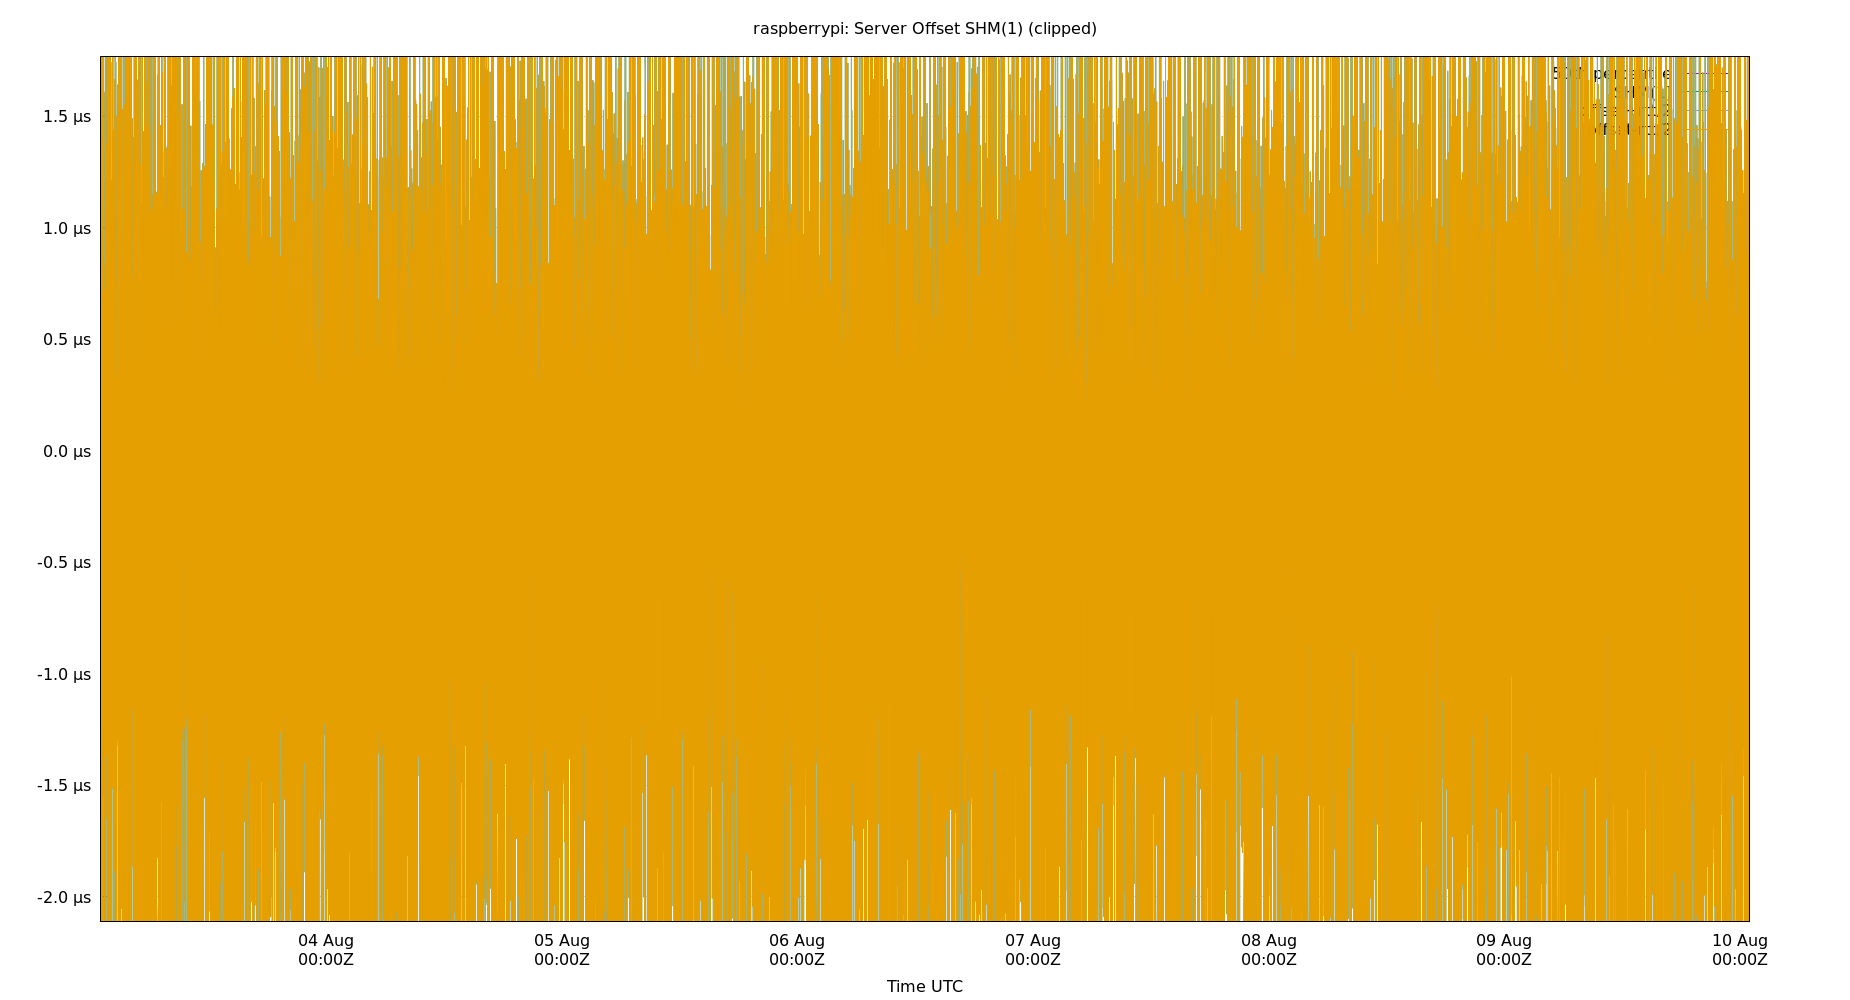 raspberrypi: Server Offset SHM(1) (clipped)
1.5 µs
1.0 µs
0.5 µs
0.0 µs
-0.5 µs
-1.0 µs
-1.5 µs
-2.0 µs
04 Aug 05 Aug 06 Aug 07 Aug 08 Aug 09 Aug 10 Aug
00:00Z 00:00Z 00:00Z 00:00Z 00:00Z 00:00Z 00:00Z
Time UTC